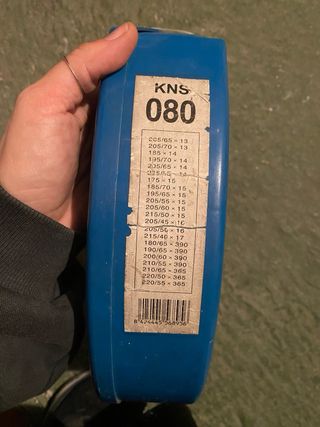 KNS
080
205/65 × 13
205/70 × 13
185 × 14
195/70 × 14
205/65 × 14
175 × 15
185/70 × 15
195/65 × 15
205/55 × 15
205/60 × 15
215/50 × 15
205/45 × 16
205/50 × 16
215/40 × 17
180/65 × 390
190/65 × 390
200/60 × 390
210/55 × 390
210/65 × 365
220/50 × 365
220/55 × 365